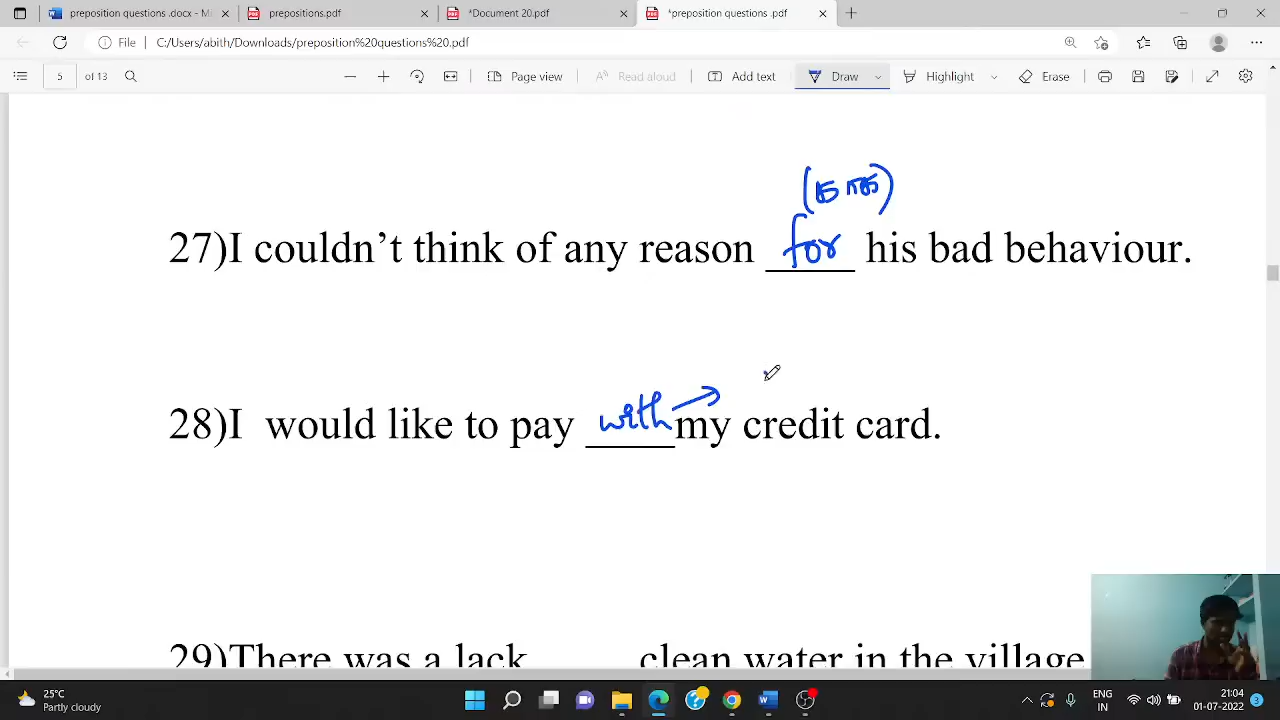 preposition questions .docx - Mi
prepositions.pdf
*Document 20.pdf
*preposition questions .pdf
File
C:/Users/abith/Downloads/preposition%20questions%20.pdf
5 of 13
Page view
Read aloud
Add text
Draw
Highlight
Erase
27)I couldn’t think of any reason for his bad behaviour.
28)I would like to pay with my credit card.
29)There was a lack ____ clean water in the village
25°C
Partly cloudy
ENG
IN
21:04
01-07-2022
3